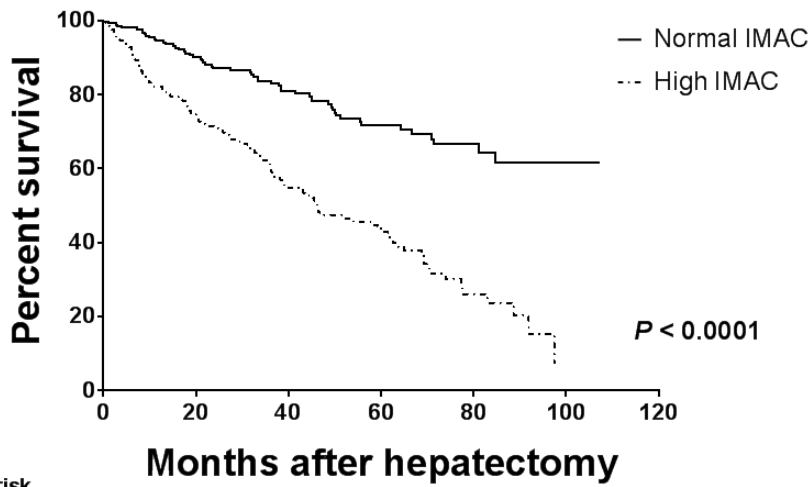 100
80
60
40
20
0
Percent survival
Normal IMAC
High IMAC
P < 0.0001
0 20 40 60 80 100 120
Months after hepatectomy
risk